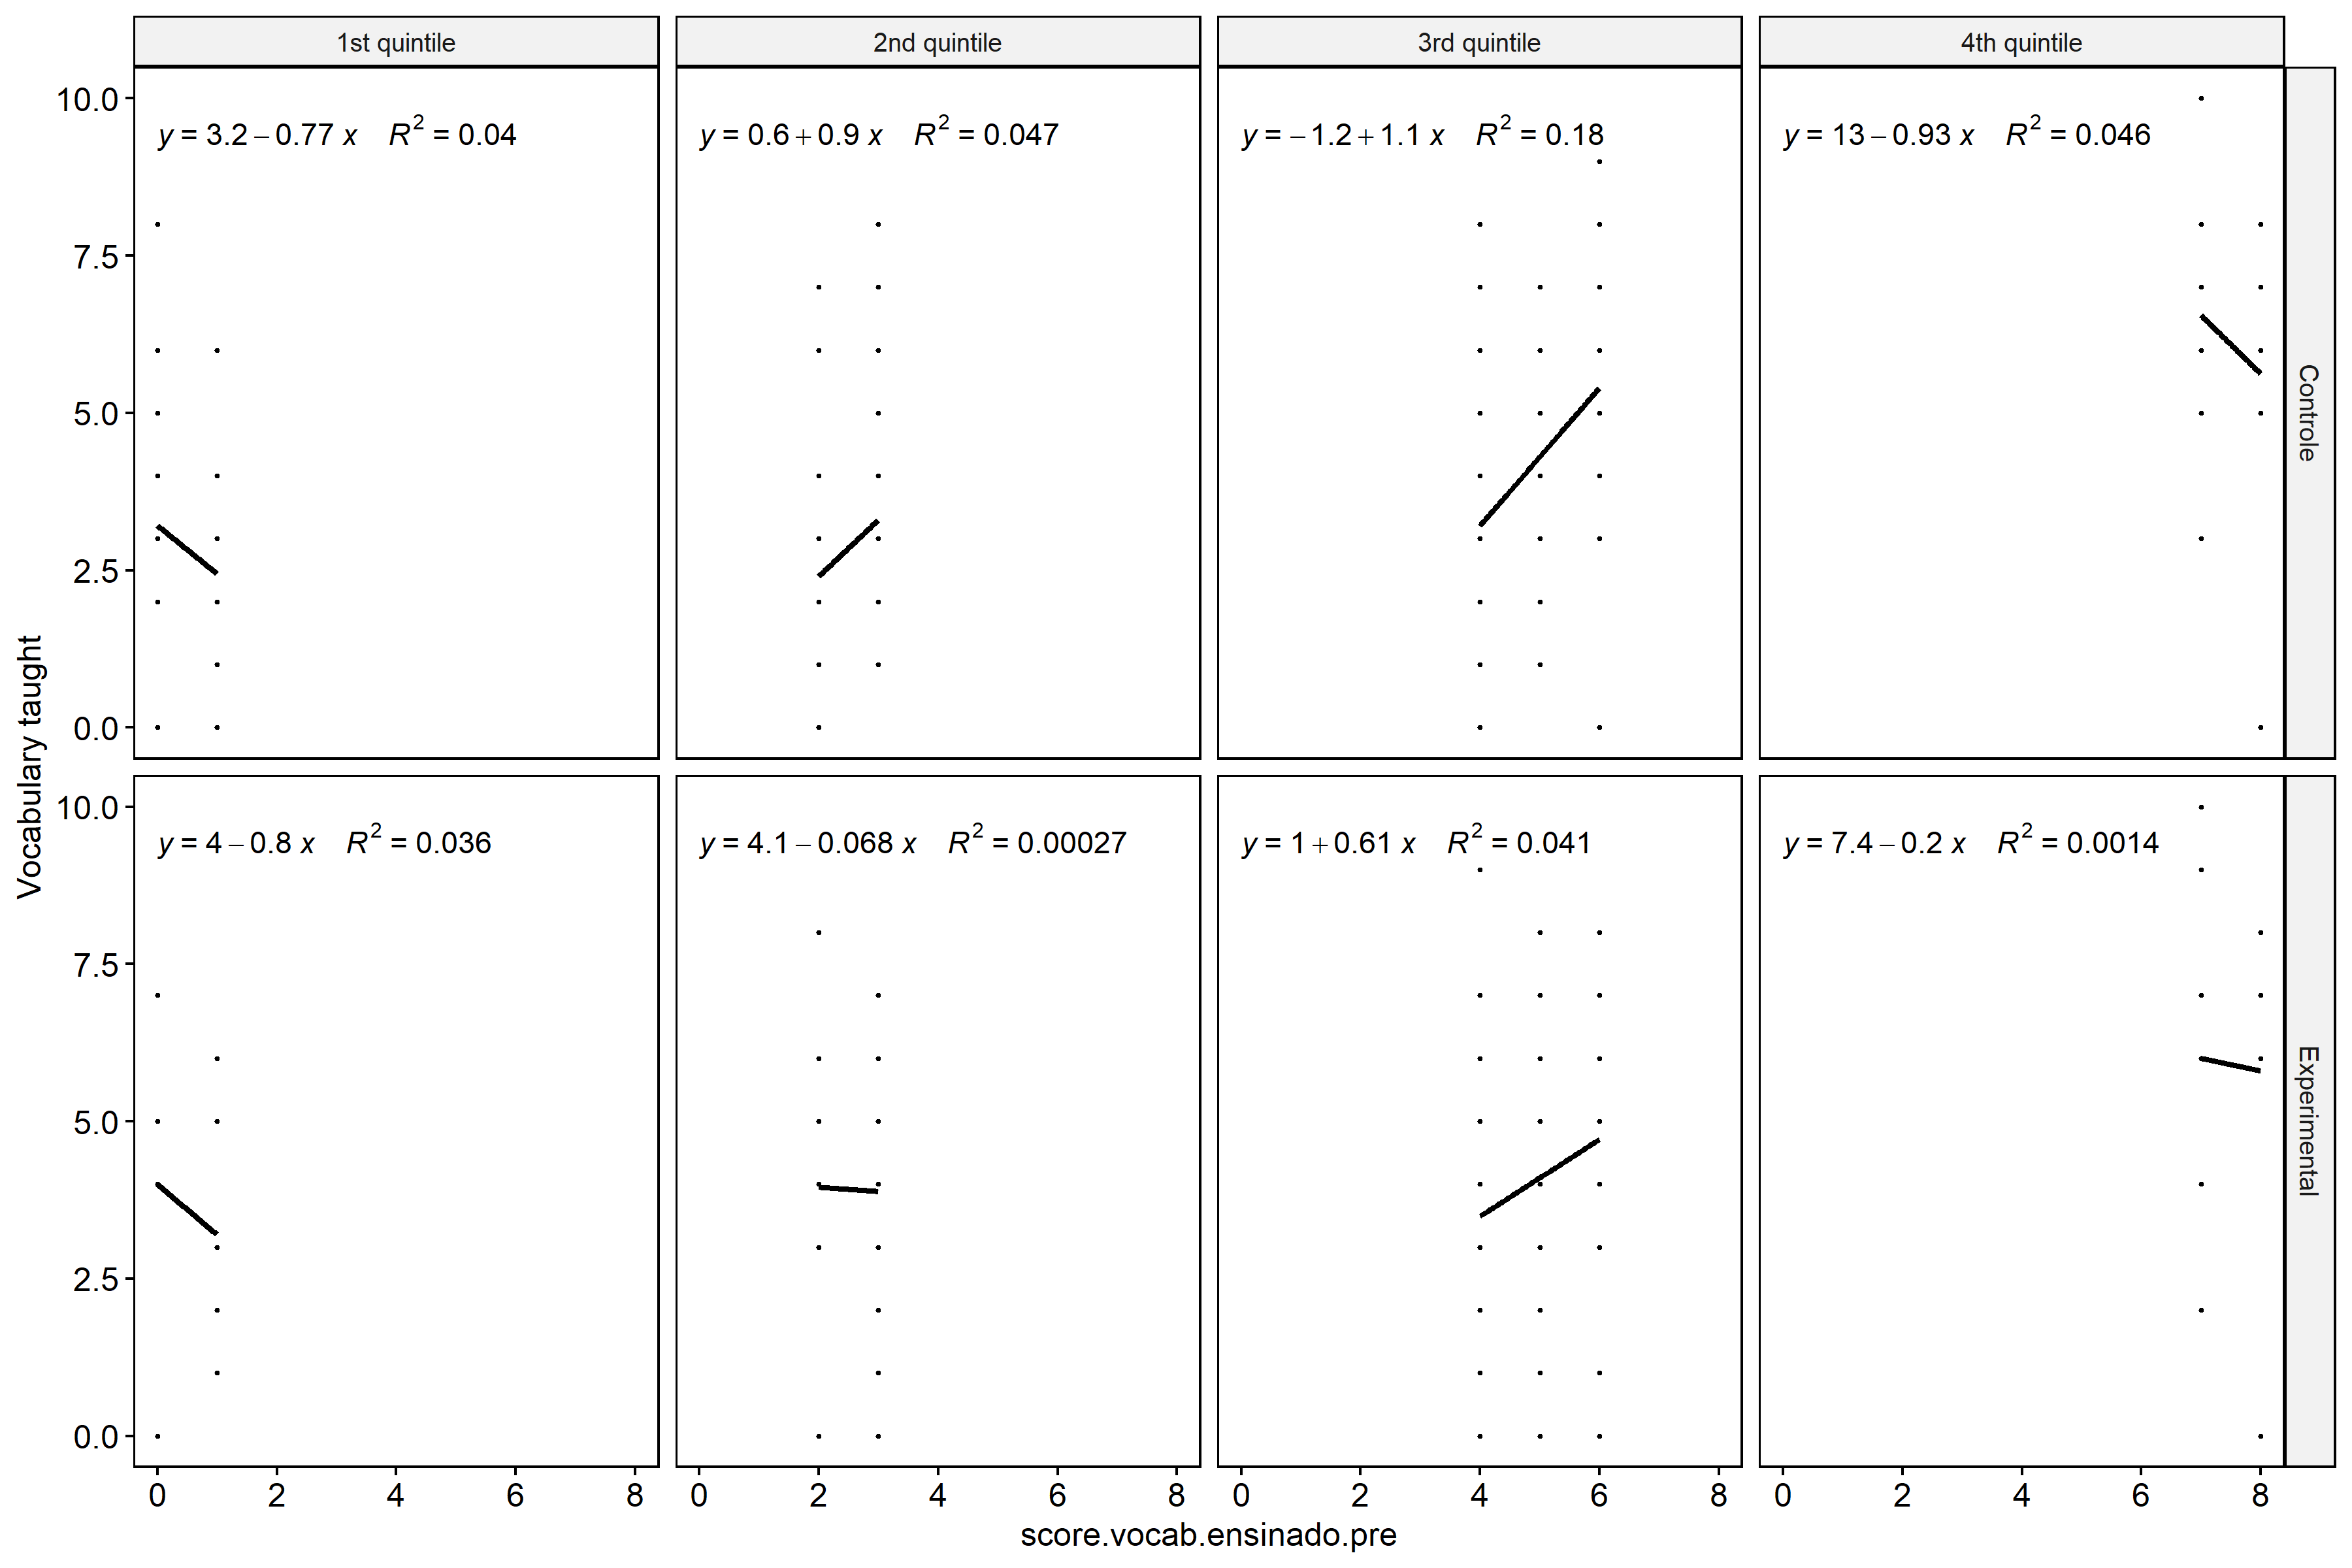 1st quintile
2nd quintile
3rd quintile
4th quintile
10.0
7.5
5.0
2.5
0.0
y = 3.2 − 0.77 x R² = 0.04
y = 0.6 + 0.9 x R² = 0.047
y = −1.2 + 1.1 x R² = 0.18
y = 13 − 0.93 x R² = 0.046
Controle
Vocabulary taught
10.0
7.5
5.0
2.5
0.0
y = 4 − 0.8 x R² = 0.036
y = 4.1 − 0.068 x R² = 0.00027
y = 1 + 0.61 x R² = 0.041
y = 7.4 − 0.2 x R² = 0.0014
Experimental
0 2 4 6 8
0 2 4 6 8
0 2 4 6 8
0 2 4 6 8
score.vocab.ensinado.pre